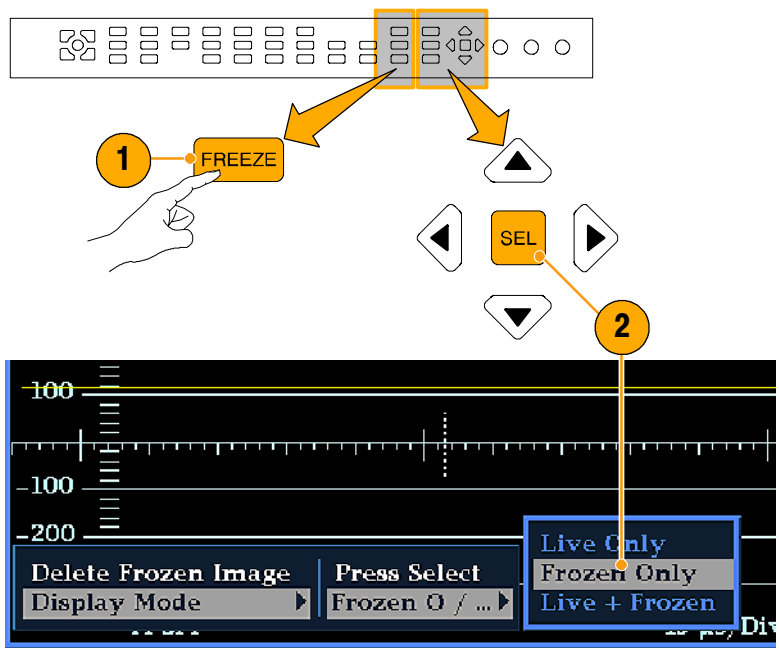 1
FREEZE
SEL
2
100
-100
-200
Live Only
Delete Frozen Image
Press Select
Frozen Only
Display Mode
Frozen O / ...
Live + Frozen
µs/Div